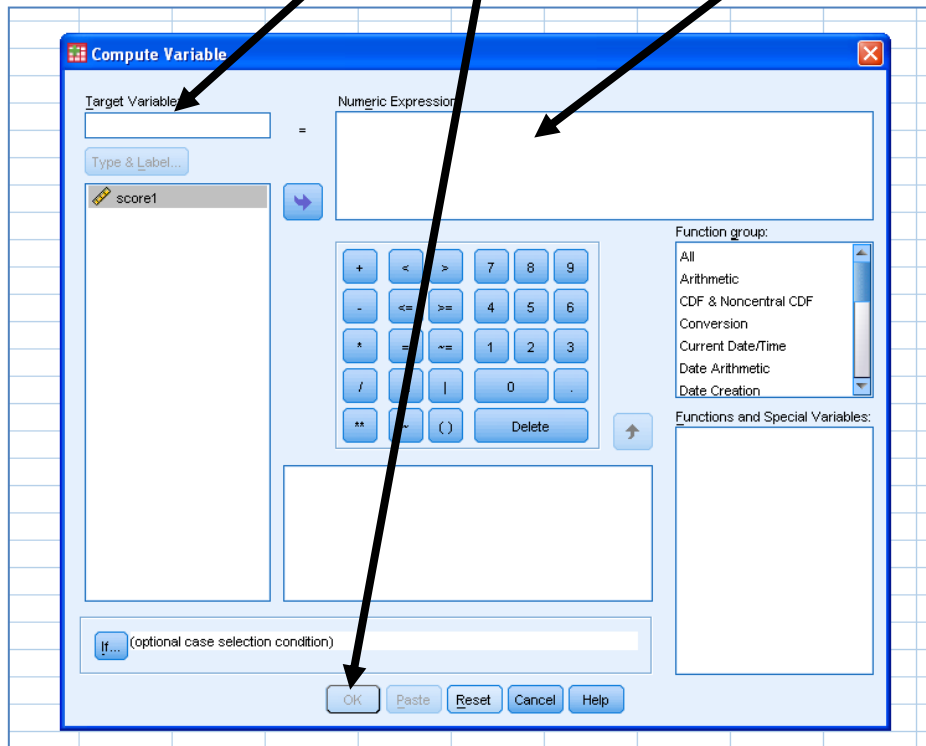 Compute Variable
Target Variable:
Numeric Expression
=
Type & Label...
score1
Function group:
All
Arithmetic
CDF & Noncentral CDF
Conversion
Current Date/Time
Date Arithmetic
Date Creation
+ < > 7 8 9
- <= >= 4 5 6
* = ~= 1 2 3
/ | 0 .
** ~ ( ) Delete
Functions and Special Variables:
If... (optional case selection condition)
OK Paste Reset Cancel Help